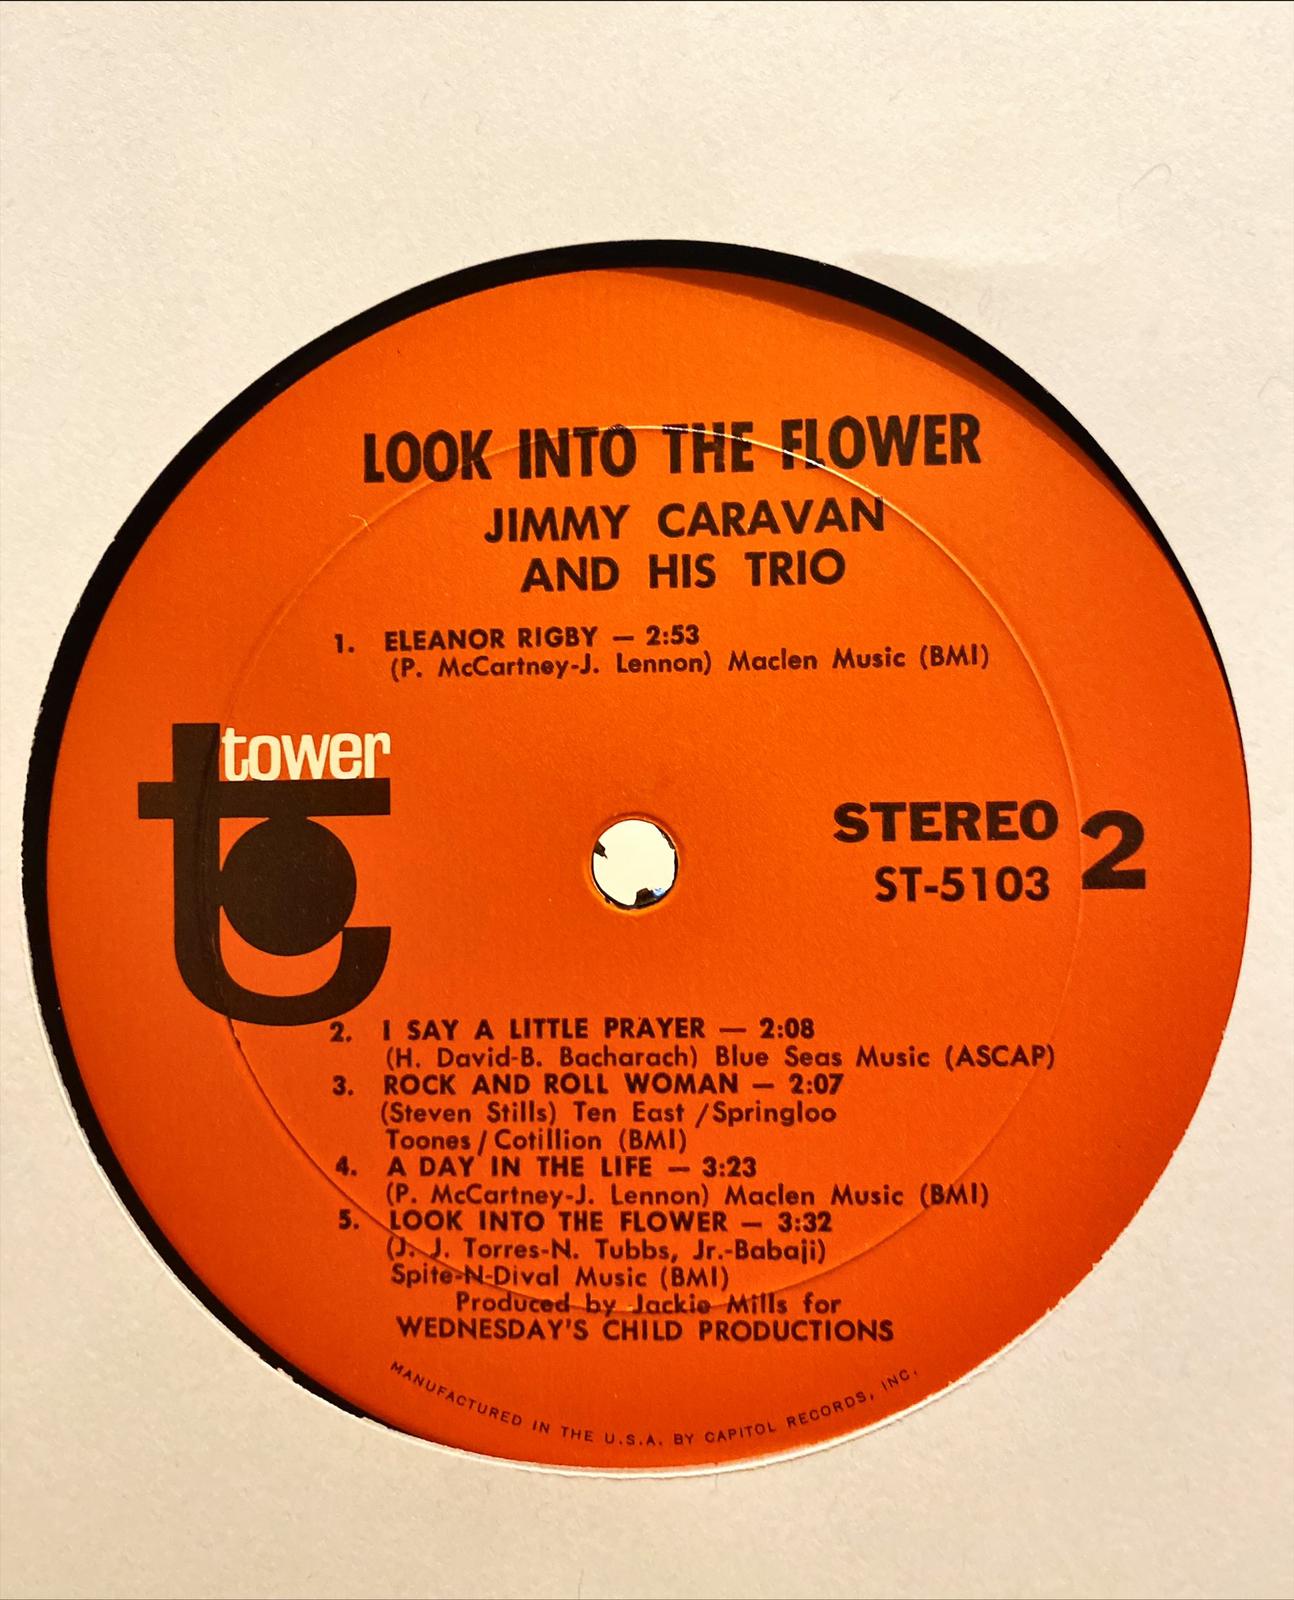 LOOK INTO THE FLOWER
JIMMY CARAVAN
AND HIS TRIO
1. ELEANOR RIGBY — 2:53
(P. McCartney-J. Lennon) Maclen Music (BMI)
tower
t
STEREO
ST-5103
2
2. I SAY A LITTLE PRAYER — 2:08
(H. David-B. Bacharach) Blue Seas Music (ASCAP)
3. ROCK AND ROLL WOMAN — 2:07
(Steven Stills) Ten East /Springloo
Toones/Cotillion (BMI)
4. A DAY IN THE LIFE — 3:23
(P. McCartney-J. Lennon) Maclen Music (BMI)
5. LOOK INTO THE FLOWER — 3:32
(J. J. Torres-N. Tubbs, Jr.-Babaji)
Spite-N-Dival Music (BMI)
Produced by Jackie Mills for
WEDNESDAY'S CHILD PRODUCTIONS
MANUFACTURED IN THE U.S.A. BY CAPITOL RECORDS, INC.